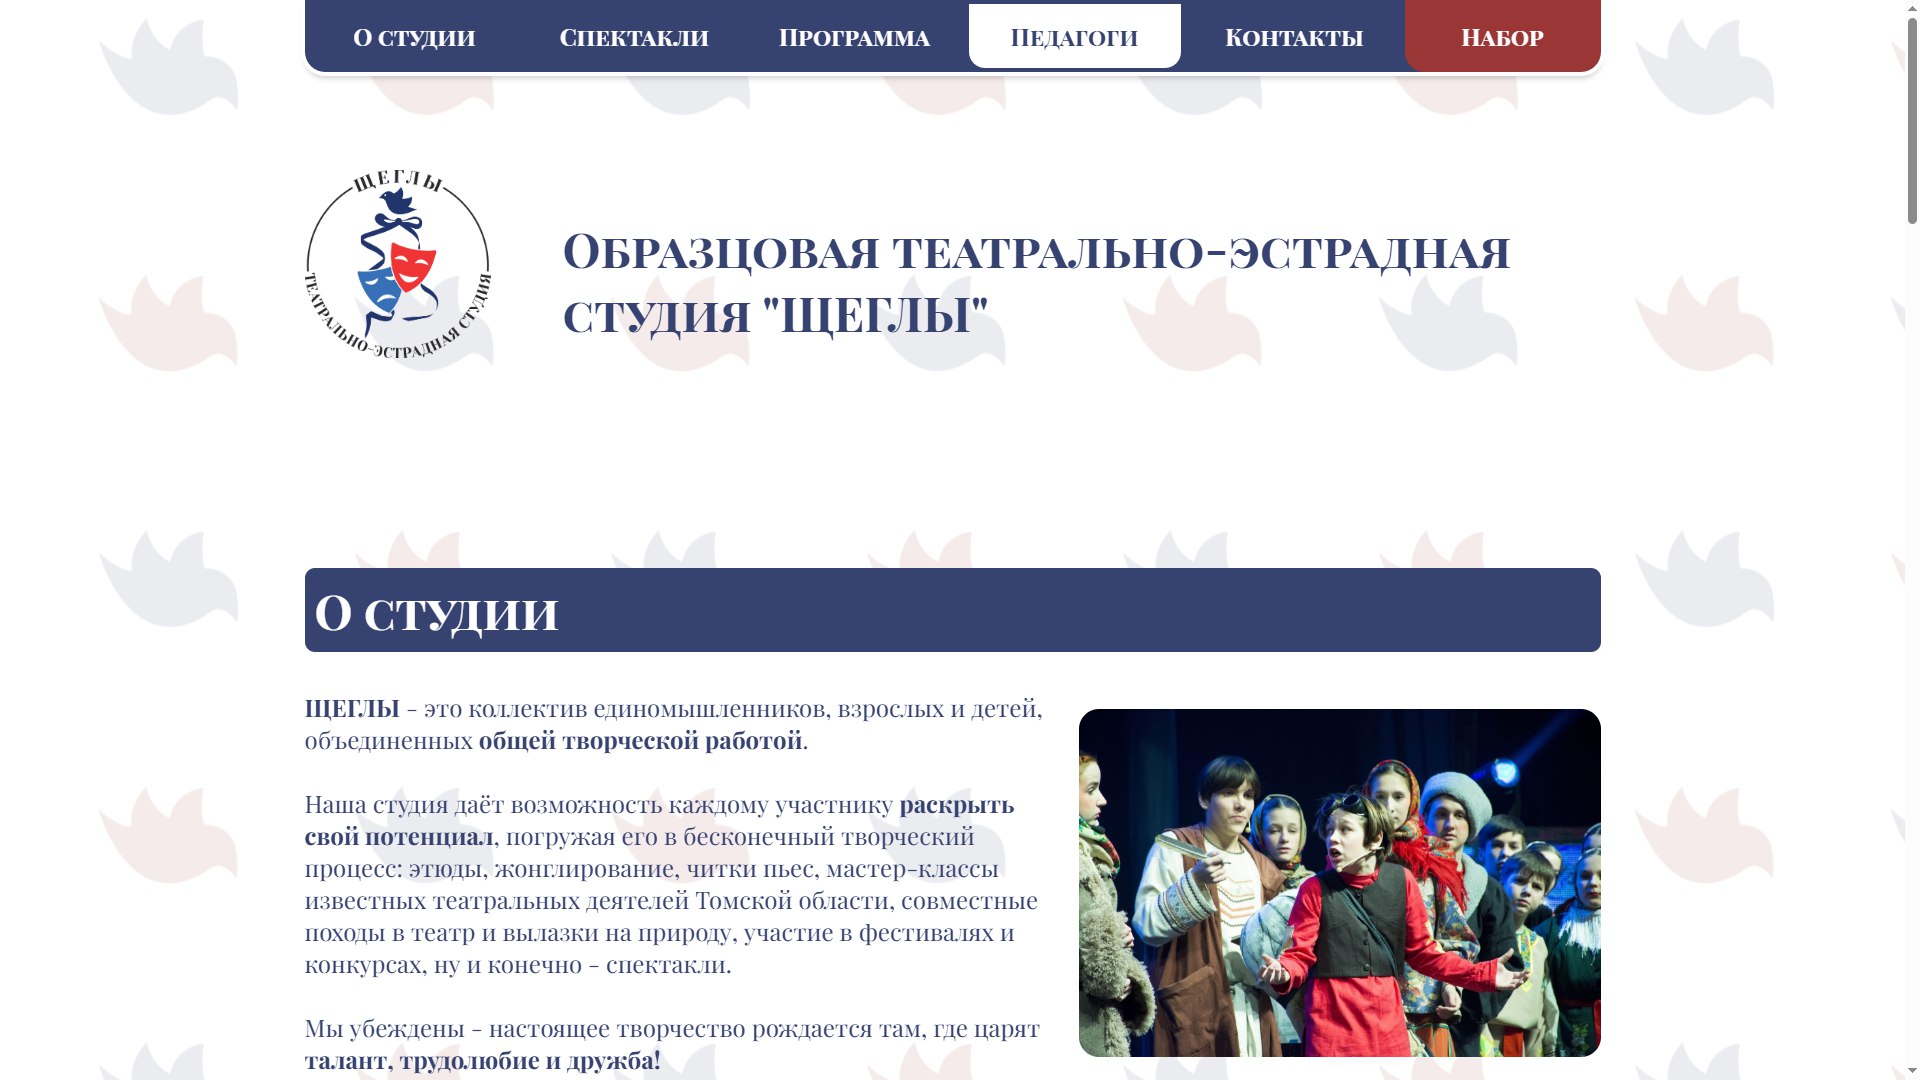 О студии Спектакли Программа Педагоги Контакты Набор
ЩЕГЛЫ
ТЕАТРАЛЬНО-ЭСТРАДНАЯ СТУДИЯ
Образцовая театрально-эстрадная
студия "ЩЕГЛЫ"
О студии
ЩЕГЛЫ - это коллектив единомышленников, взрослых и детей,
объединенных общей творческой работой.
Наша студия даёт возможность каждому участнику раскрыть
свой потенциал, погружая его в бесконечный творческий
процесс: этюды, жонглирование, читки пьес, мастер-классы
известных театральных деятелей Томской области, совместные
походы в театр и вылазки на природу, участие в фестивалях и
конкурсах, ну и конечно - спектакли.
Мы убеждены - настоящее творчество рождается там, где царят
талант, трудолюбие и дружба!